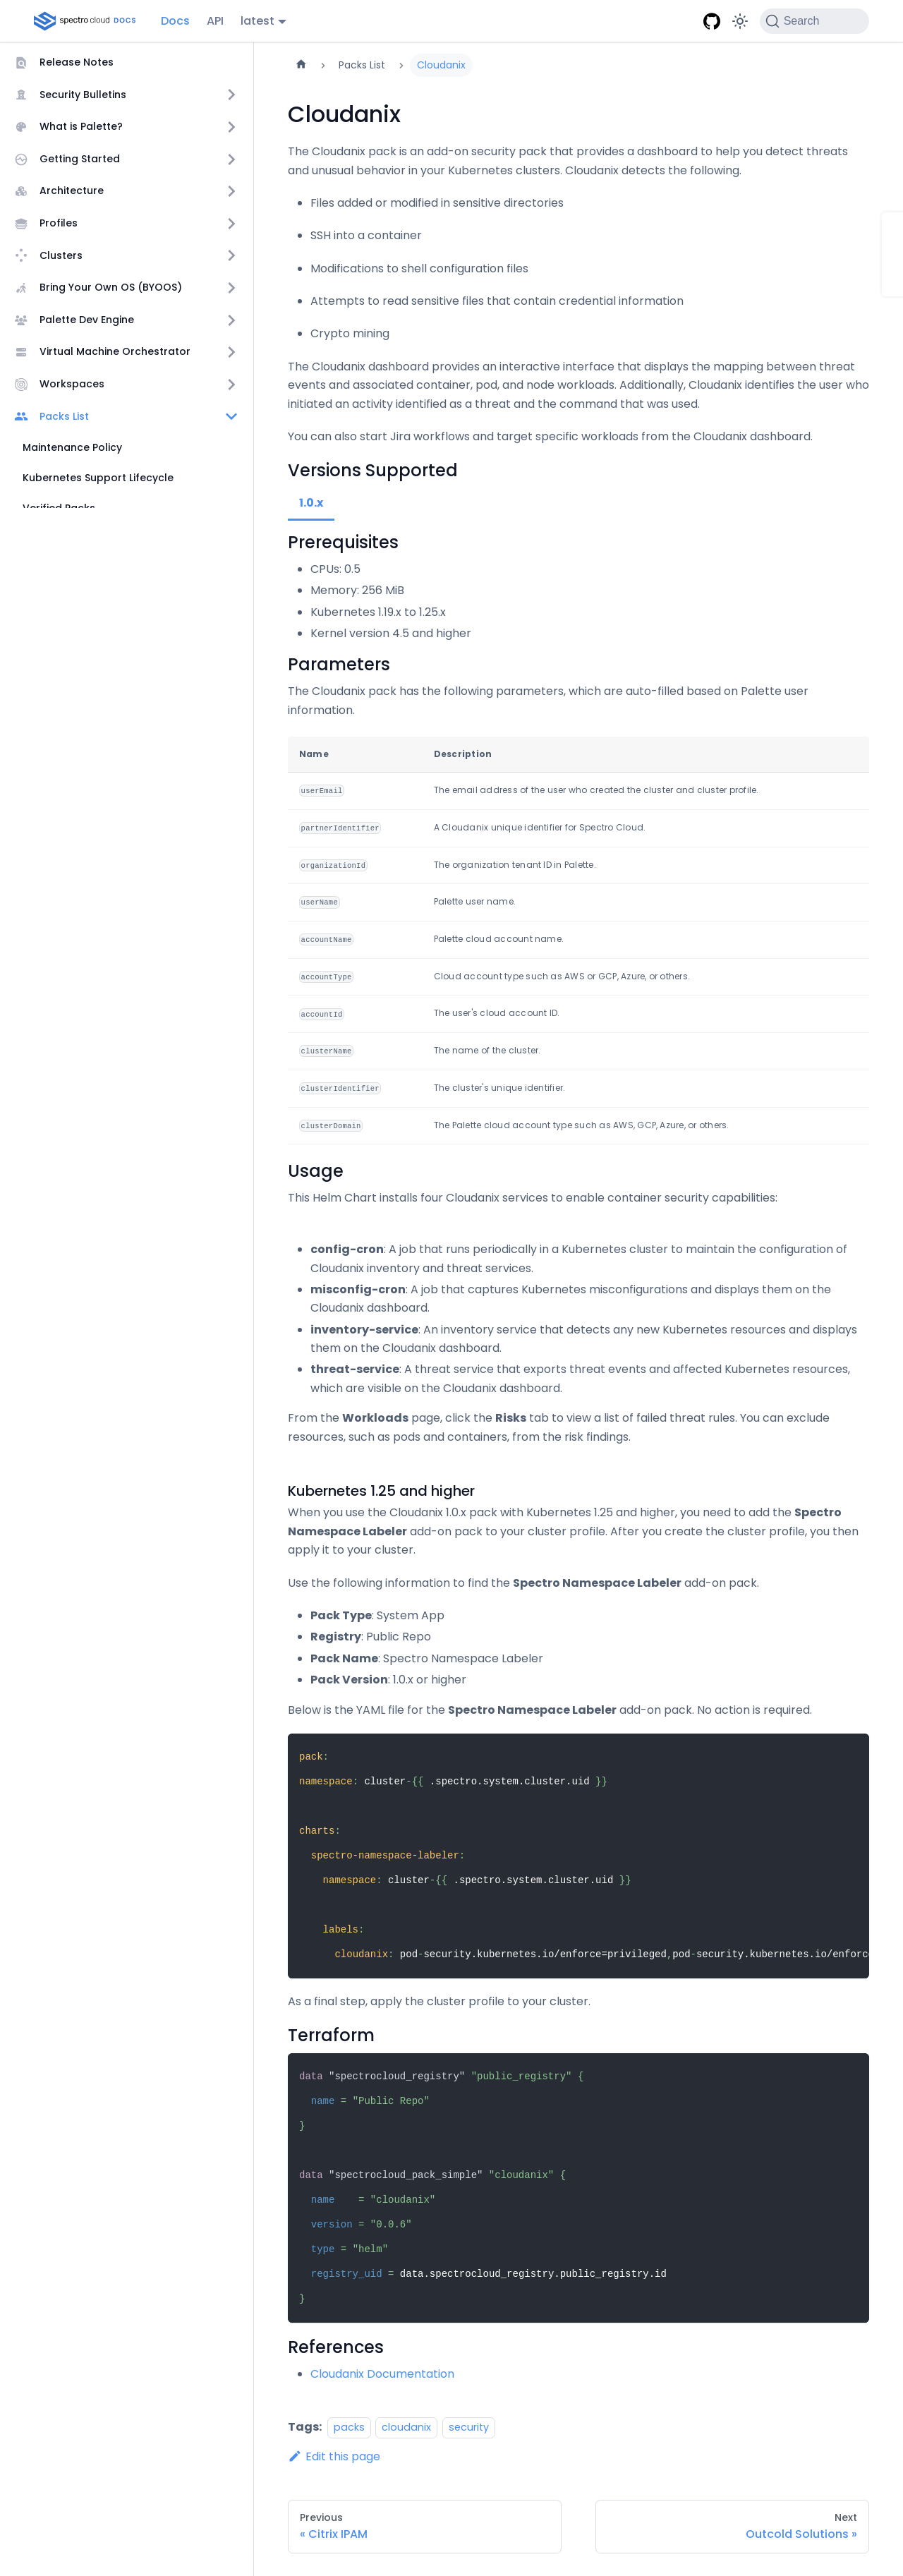 spectro cloud DOCS
Docs
API
latest
Search
Release Notes
Security Bulletins
What is Palette?
Getting Started
Architecture
Profiles
Clusters
Bring Your Own OS (BYOOS)
Palette Dev Engine
Virtual Machine Orchestrator
Workspaces
Packs List
Maintenance Policy
Kubernetes Support Lifecycle
Verified Packs
Packs List
Cloudanix
Cloudanix
The Cloudanix pack is an add-on security pack that provides a dashboard to help you detect threats
and unusual behavior in your Kubernetes clusters. Cloudanix detects the following.
Files added or modified in sensitive directories
SSH into a container
Modifications to shell configuration files
Attempts to read sensitive files that contain credential information
Crypto mining
The Cloudanix dashboard provides an interactive interface that displays the mapping between threat
events and associated container, pod, and node workloads. Additionally, Cloudanix identifies the user who
initiated an activity identified as a threat and the command that was used.
You can also start Jira workflows and target specific workloads from the Cloudanix dashboard.
Versions Supported
1.0.x
Prerequisites
CPUs: 0.5
Memory: 256 MiB
Kubernetes 1.19.x to 1.25.x
Kernel version 4.5 and higher
Parameters
The Cloudanix pack has the following parameters, which are auto-filled based on Palette user
information.
Name Description
userEmail The email address of the user who created the cluster and cluster profile.
partnerIdentifier A Cloudanix unique identifier for Spectro Cloud.
organizationId The organization tenant ID in Palette.
userName Palette user name.
accountName Palette cloud account name.
accountType Cloud account type such as AWS or GCP, Azure, or others.
accountId The user's cloud account ID.
clusterName The name of the cluster.
clusterIdentifier The cluster's unique identifier.
clusterDomain The Palette cloud account type such as AWS, GCP, Azure, or others.
Usage
This Helm Chart installs four Cloudanix services to enable container security capabilities:
config-cron: A job that runs periodically in a Kubernetes cluster to maintain the configuration of
Cloudanix inventory and threat services.
misconfig-cron: A job that captures Kubernetes misconfigurations and displays them on the
Cloudanix dashboard.
inventory-service: An inventory service that detects any new Kubernetes resources and displays
them on the Cloudanix dashboard.
threat-service: A threat service that exports threat events and affected Kubernetes resources,
which are visible on the Cloudanix dashboard.
From the Workloads page, click the Risks tab to view a list of failed threat rules. You can exclude
resources, such as pods and containers, from the risk findings.
Kubernetes 1.25 and higher
When you use the Cloudanix 1.0.x pack with Kubernetes 1.25 and higher, you need to add the Spectro
Namespace Labeler add-on pack to your cluster profile. After you create the cluster profile, you then
apply it to your cluster.
Use the following information to find the Spectro Namespace Labeler add-on pack.
Pack Type: System App
Registry: Public Repo
Pack Name: Spectro Namespace Labeler
Pack Version: 1.0.x or higher
Below is the YAML file for the Spectro Namespace Labeler add-on pack. No action is required.
pack:
namespace: cluster-{{ .spectro.system.cluster.uid }}
charts:
spectro-namespace-labeler:
namespace: cluster-{{ .spectro.system.cluster.uid }}
labels:
cloudanix: pod-security.kubernetes.io/enforce=privileged,pod-security.kubernetes.io/enforc
As a final step, apply the cluster profile to your cluster.
Terraform
data "spectrocloud_registry" "public_registry" {
name = "Public Repo"
}
data "spectrocloud_pack_simple" "cloudanix" {
name    = "cloudanix"
version = "0.0.6"
type = "helm"
registry_uid = data.spectrocloud_registry.public_registry.id
}
References
Cloudanix Documentation
Tags: packs cloudanix security
Edit this page
Previous
« Citrix IPAM
Next
Outcold Solutions »